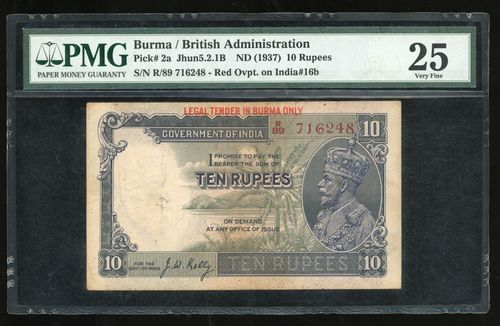 PMG
PAPER MONEY GUARANTY
Burma / British Administration
Pick# 2a Jhun5.2.1B ND (1937) 10 Rupees
S/N R/89 716248 - Red Ovpt. on India#16b
25
Very Fine
LEGAL TENDER IN BURMA ONLY
GOVERNMENT OF INDIA
R/89 716248
10
I PROMISE TO PAY THE
BEARER THE SUM OF
TEN RUPEES
ON DEMAND
AT ANY OFFICE OF ISSUE
10
FOR THE
GOVT OF INDIA
J. W. Kelly
TEN RUPEES
10